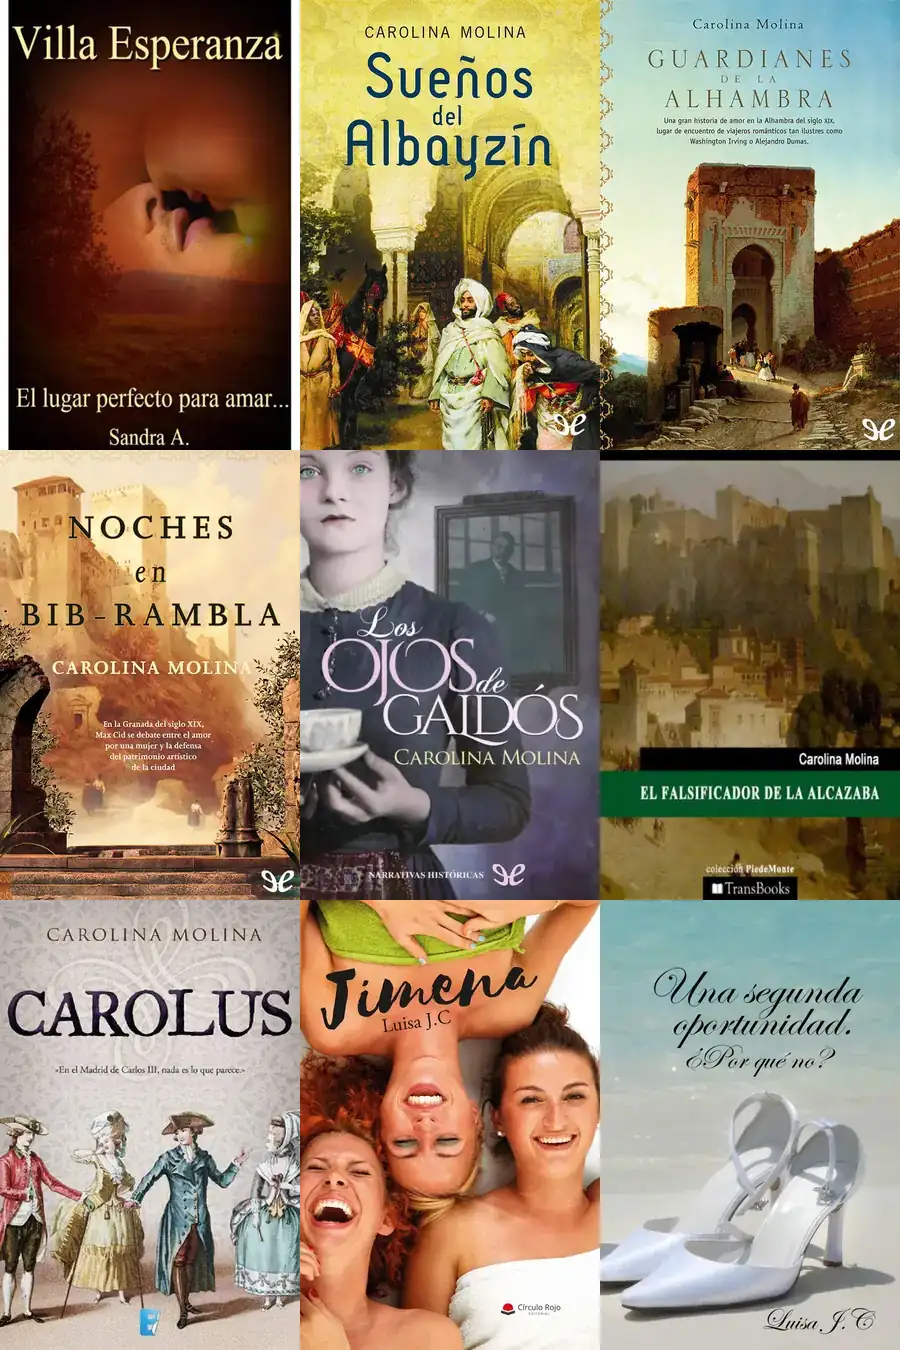 Villa Esperanza
El lugar perfecto para amar...
Sandra A.
CAROLINA MOLINA
Sueños
del
Albayzín
Carolina Molina
GUARDIANES
DE LA
ALHAMBRA
Una gran historia de amor en la Alhambra del siglo XIX,
lugar de encuentro de viajeros románticos tan ilustres como
Washington Irving o Alejandro Dumas.
NOCHES
en
BIB-RAMBLA
CAROLINA MOLINA
En la Granada del siglo XIX,
Max Cid se debate entre el amor
por una mujer y la defensa
del patrimonio artístico
de la ciudad
Los
OJOS de
GALDÓS
CAROLINA MOLINA
NARRATIVAS HISTÓRICAS
Carolina Molina
EL FALSIFICADOR DE LA ALCAZABA
colección PiedeMonte
TransBooks
CAROLINA MOLINA
CAROLUS
«En el Madrid de Carlos III, nada es lo que parece.»
Jimena
Luisa J.C
Círculo Rojo
EDITORIAL
Una segunda
oportunidad.
¿Por qué no?
Luisa J. C